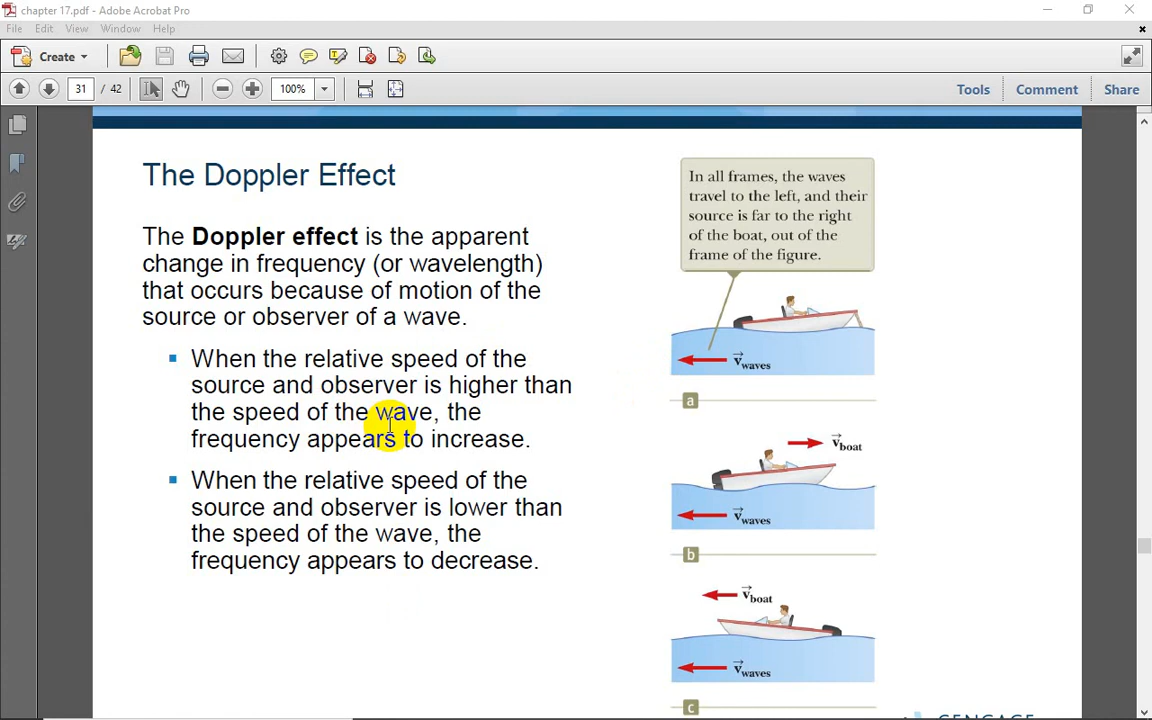 chapter 17.pdf - Adobe Acrobat Pro
File Edit View Window Help
Create
31 / 42 100% Tools Comment Share
The Doppler Effect
The Doppler effect is the apparent
change in frequency (or wavelength)
that occurs because of motion of the
source or observer of a wave.
When the relative speed of the
source and observer is higher than
the speed of the wave, the
frequency appears to increase.
When the relative speed of the
source and observer is lower than
the speed of the wave, the
frequency appears to decrease.
In all frames, the waves
travel to the left, and their
source is far to the right
of the boat, out of the
frame of the figure.
v waves
a
v boat
v waves
b
v boat
v waves
c
CENGAGE